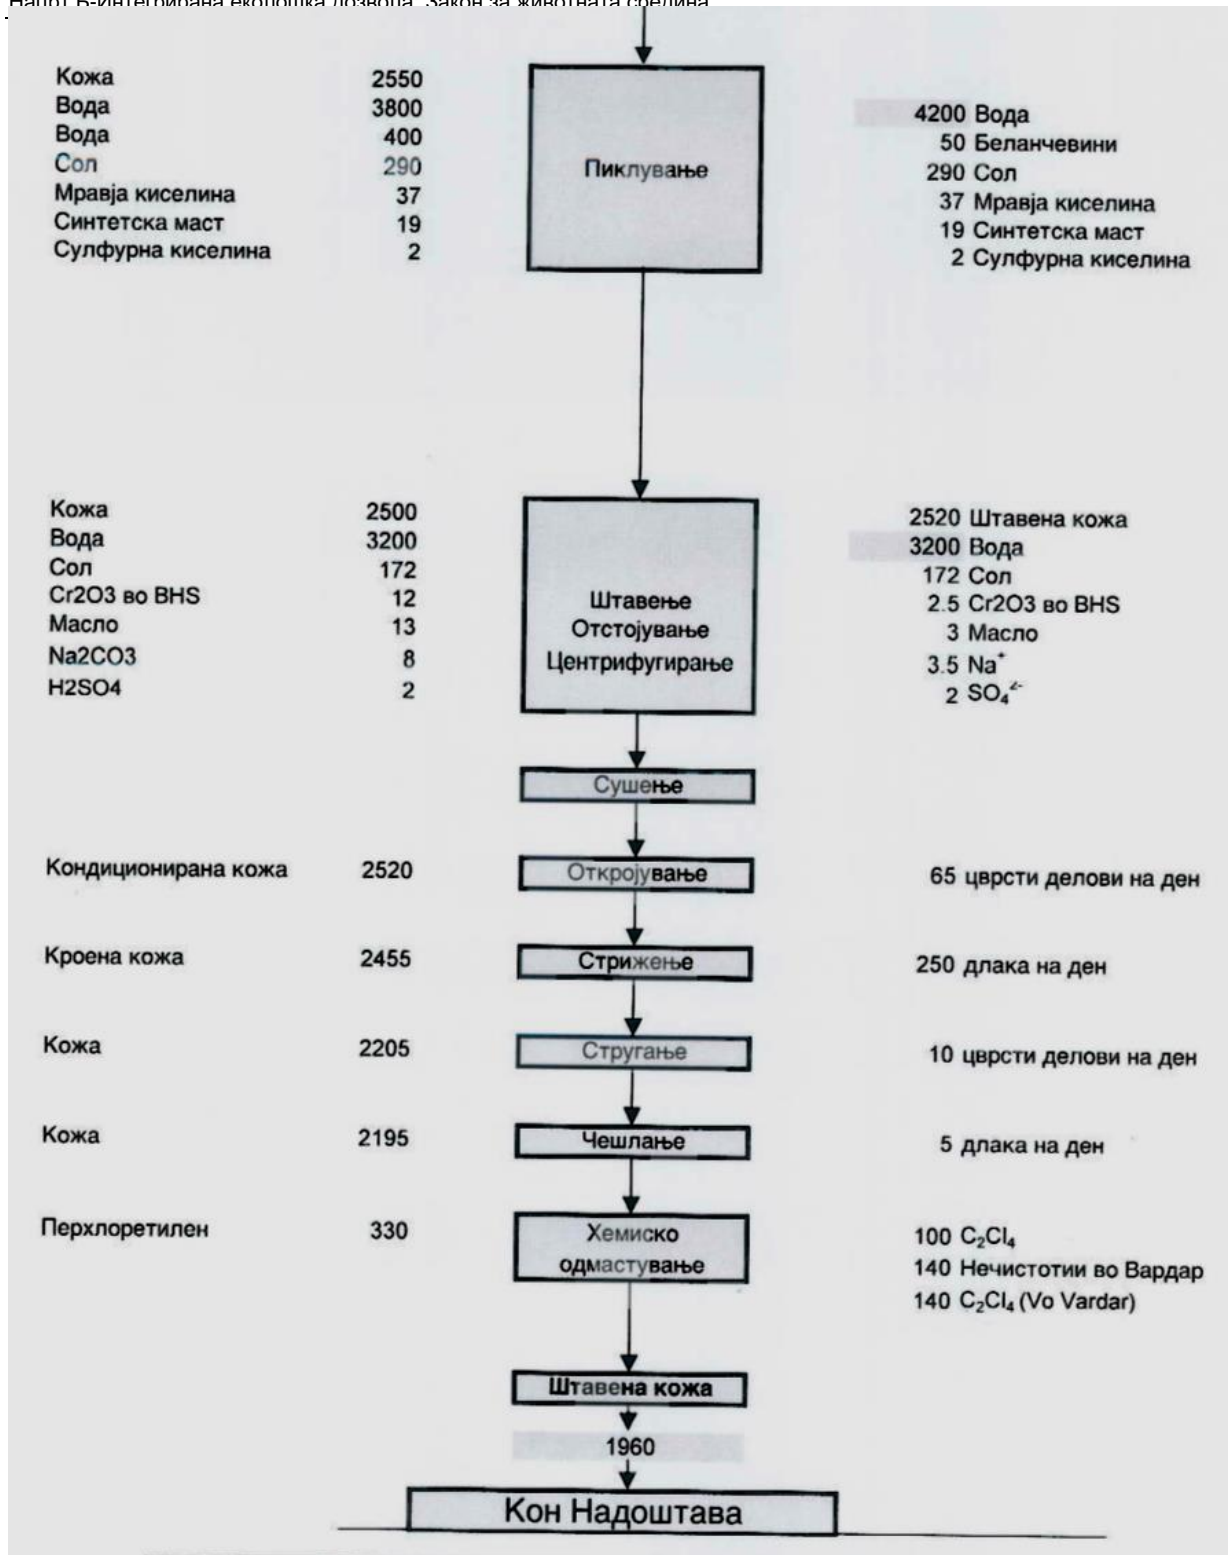 Кожа 2550
Вода 3800
Вода 400
Сол 290
Мравја киселина 37
Синтетска маст 19
Сулфурна киселина 2
Пиклување
4200 Вода
50 Беланчевини
290 Сол
37 Мравја киселина
19 Синтетска маст
2 Сулфурна киселина
Кожа 2500
Вода 3200
Сол 172
Cr2O3 во BHS 12
Масло 13
Na2CO3 8
H2SO4 2
Штавење
Отстојување
Центрифугирање
2520 Штавена кожа
3200 Вода
172 Сол
2.5 Cr2O3 во BHS
3 Масло
3.5 Na⁺
2 SO₄²⁻
Сушење
Кондиционирана кожа 2520 Откројување 65 цврсти делови на ден
Кроена кожа 2455 Стрижење 250 длака на ден
Кожа 2205 Стругање 10 цврсти делови на ден
Кожа 2195 Чешлање 5 длака на ден
Перхлоретилен 330
Хемиско
одмастување
100 C₂Cl₄
140 Нечистотии во Вардар
140 C₂Cl₄ (Vo Vardar)
Штавена кожа
1960
Кон Надоштава